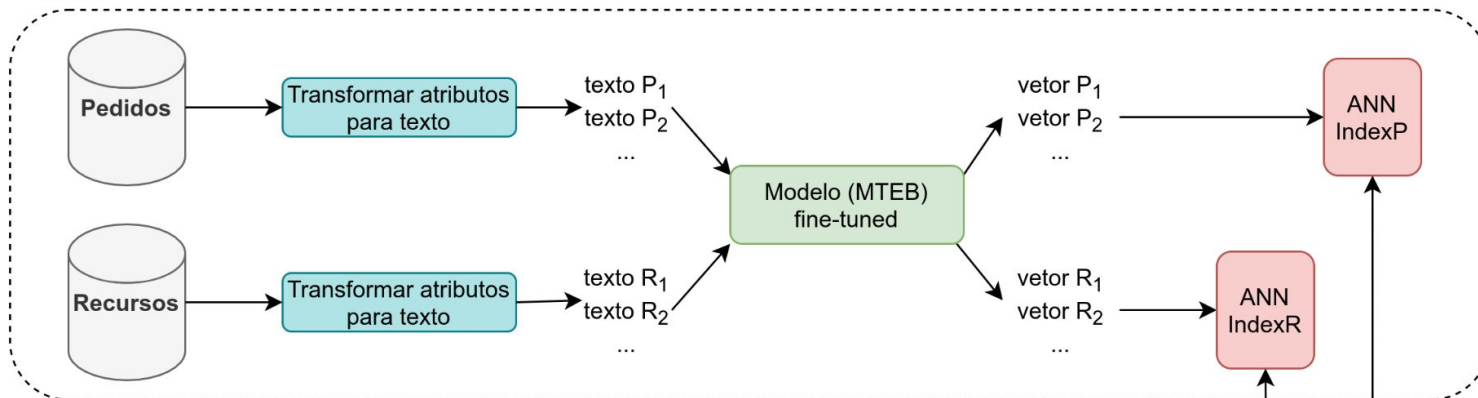 Pedidos
Transformar atributos
para texto
texto P1
texto P2
...
vetor P1
vetor P2
...
ANN
IndexP
Modelo (MTEB)
fine-tuned
Recursos
Transformar atributos
para texto
texto R1
texto R2
...
vetor R1
vetor R2
...
ANN
IndexR